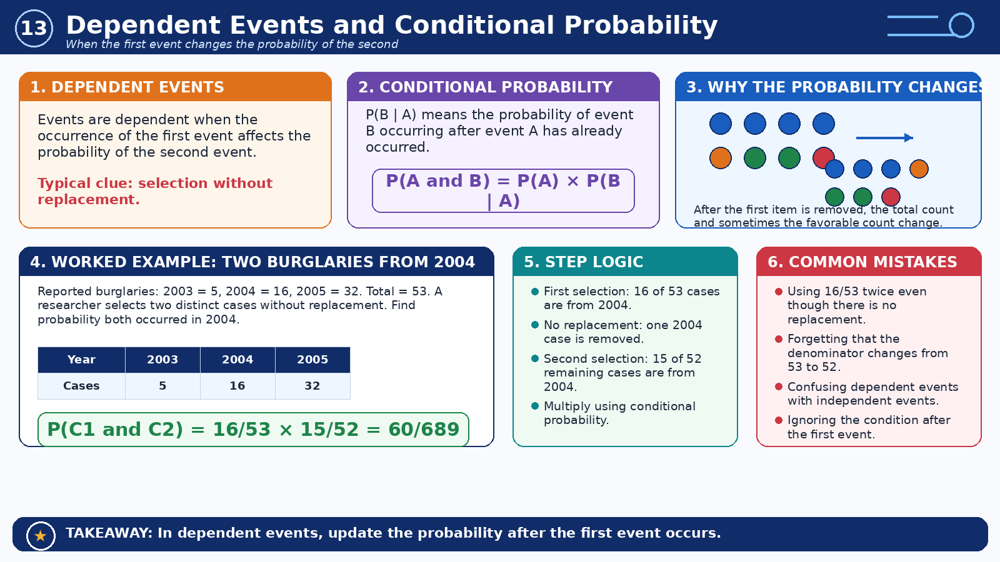 13
Dependent Events and Conditional Probability
When the first event changes the probability of the second
1. DEPENDENT EVENTS
Events are dependent when the
occurrence of the first event affects the
probability of the second event.
Typical clue: selection without
replacement.
2. CONDITIONAL PROBABILITY
P(B | A) means the probability of event
B occurring after event A has already
occurred.
P(A and B) = P(A) × P(B
| A)
3. WHY THE PROBABILITY CHANGES
After the first item is removed, the total count
and sometimes the favorable count change.
4. WORKED EXAMPLE: TWO BURGLARIES FROM 2004
Reported burglaries: 2003 = 5, 2004 = 16, 2005 = 32. Total = 53. A
researcher selects two distinct cases without replacement. Find
probability both occurred in 2004.
Year 2003 2004 2005
Cases 5 16 32
P(C1 and C2) = 16/53 × 15/52 = 60/689
5. STEP LOGIC
First selection: 16 of 53 cases
are from 2004.
No replacement: one 2004
case is removed.
Second selection: 15 of 52
remaining cases are from
2004.
Multiply using conditional
probability.
6. COMMON MISTAKES
Using 16/53 twice even
though there is no
replacement.
Forgetting that the
denominator changes from
53 to 52.
Confusing dependent events
with independent events.
Ignoring the condition after
the first event.
★
TAKEAWAY: In dependent events, update the probability after the first event occurs.